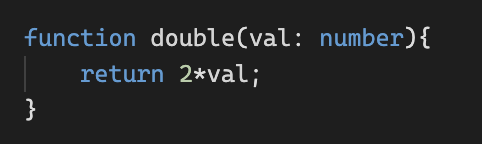 function double(val: number){
    return 2*val;
}